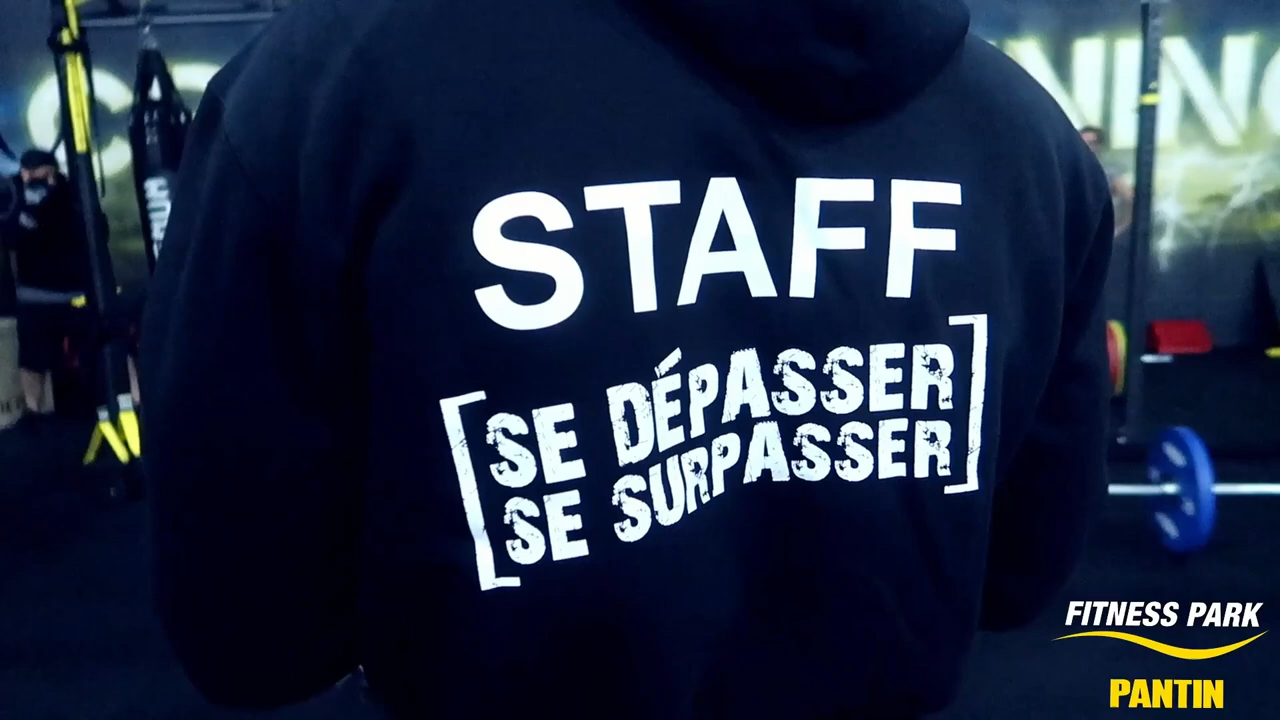 STAFF
[SE DÉPASSER
SE SURPASSER]
FITNESS PARK
PANTIN